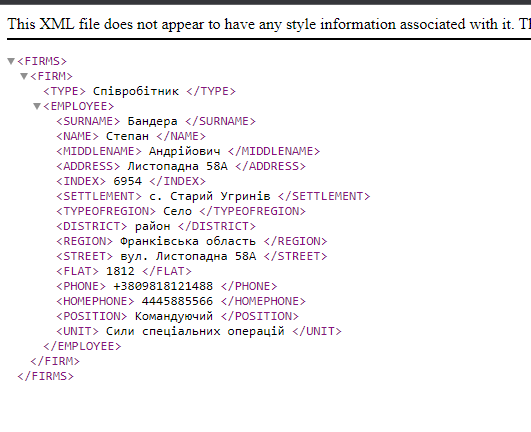 This XML file does not appear to have any style information associated with it.
<FIRMS>
<FIRM>
<TYPE> Співробітник </TYPE>
<EMPLOYEE>
<SURNAME> Бандера </SURNAME>
<NAME> Степан </NAME>
<MIDDLENAME> Андрійович </MIDDLENAME>
<ADDRESS> Листопадна 58А </ADDRESS>
<INDEX> 6954 </INDEX>
<SETTLEMENT> с. Старий Угринів </SETTLEMENT>
<TYPEOFREGION> Село </TYPEOFREGION>
<DISTRICT> район </DISTRICT>
<REGION> Франківська область </REGION>
<STREET> вул. Листопадна 58А </STREET>
<FLAT> 1812 </FLAT>
<PHONE> +3809818121488 </PHONE>
<HOMEPHONE> 4445885566 </HOMEPHONE>
<POSITION> Командуючий </POSITION>
<UNIT> Сили спеціальних операцій </UNIT>
</EMPLOYEE>
</FIRM>
</FIRMS>